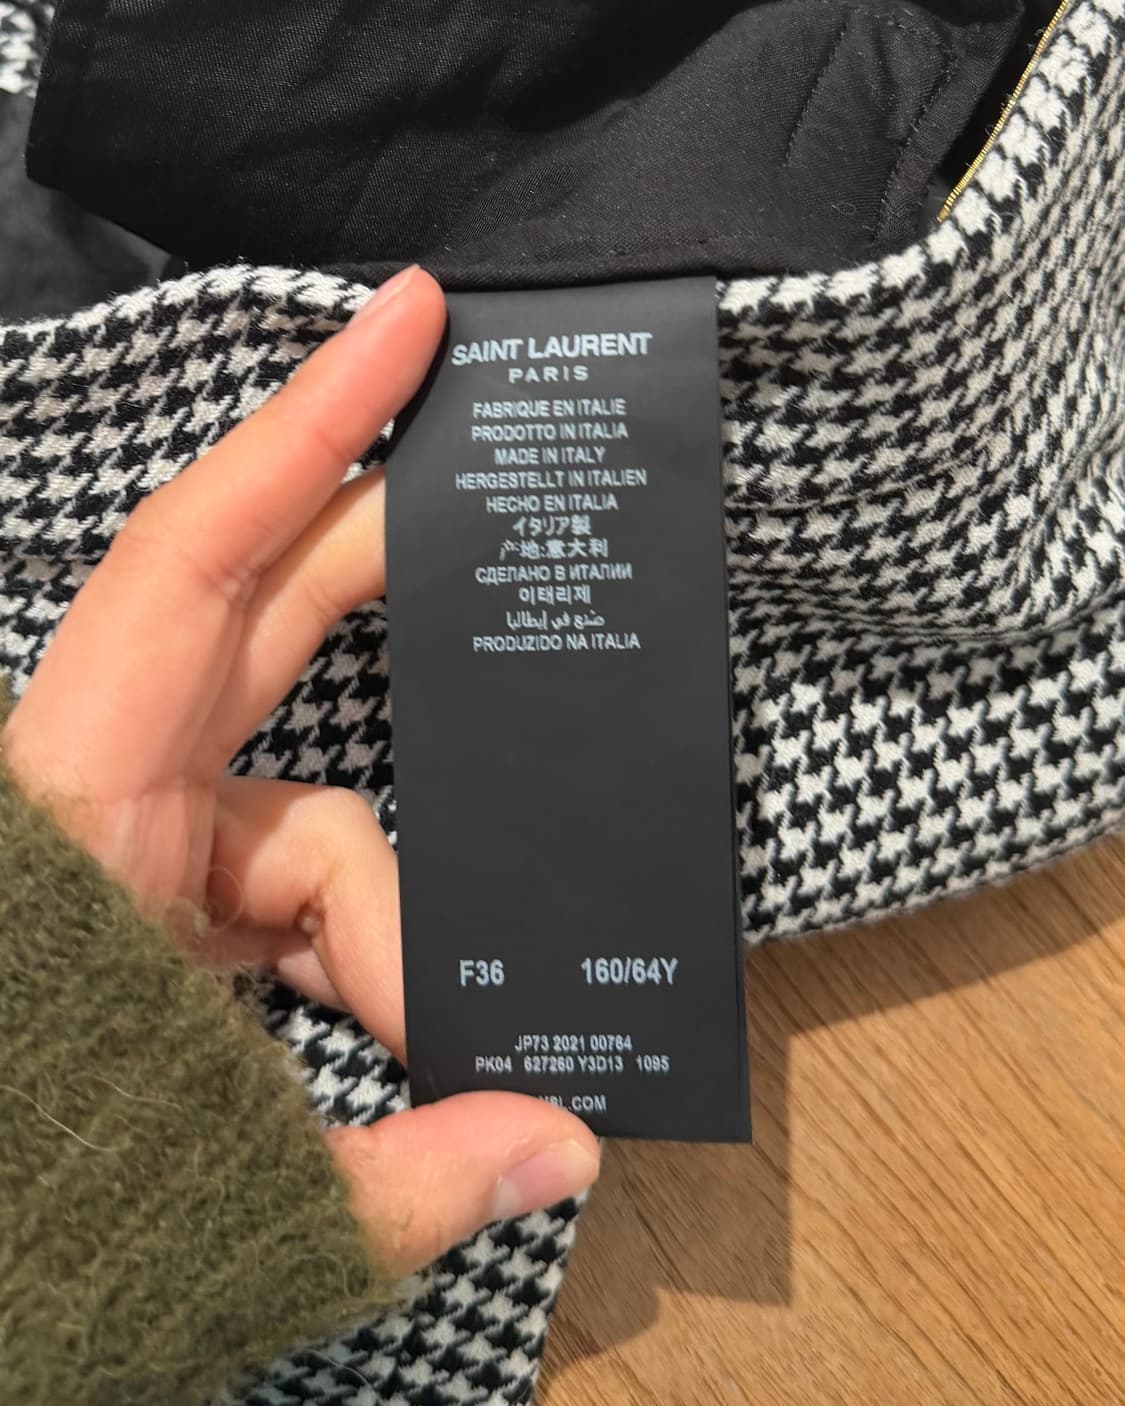 SAINT LAURENT
PARIS
FABRIQUE EN ITALIE
PRODOTTO IN ITALIA
MADE IN ITALY
HERGESTELLT IN ITALIEN
HECHO EN ITALIA
イタリア製
产地:意大利
СДЕЛАНО В ИТАЛИИ
이태리제
صنع في إيطاليا
PRODUZIDO NA ITALIA
F36 160/64Y
JP73 2021 00764
PK04 627260 Y3D13 1095
YSL.COM